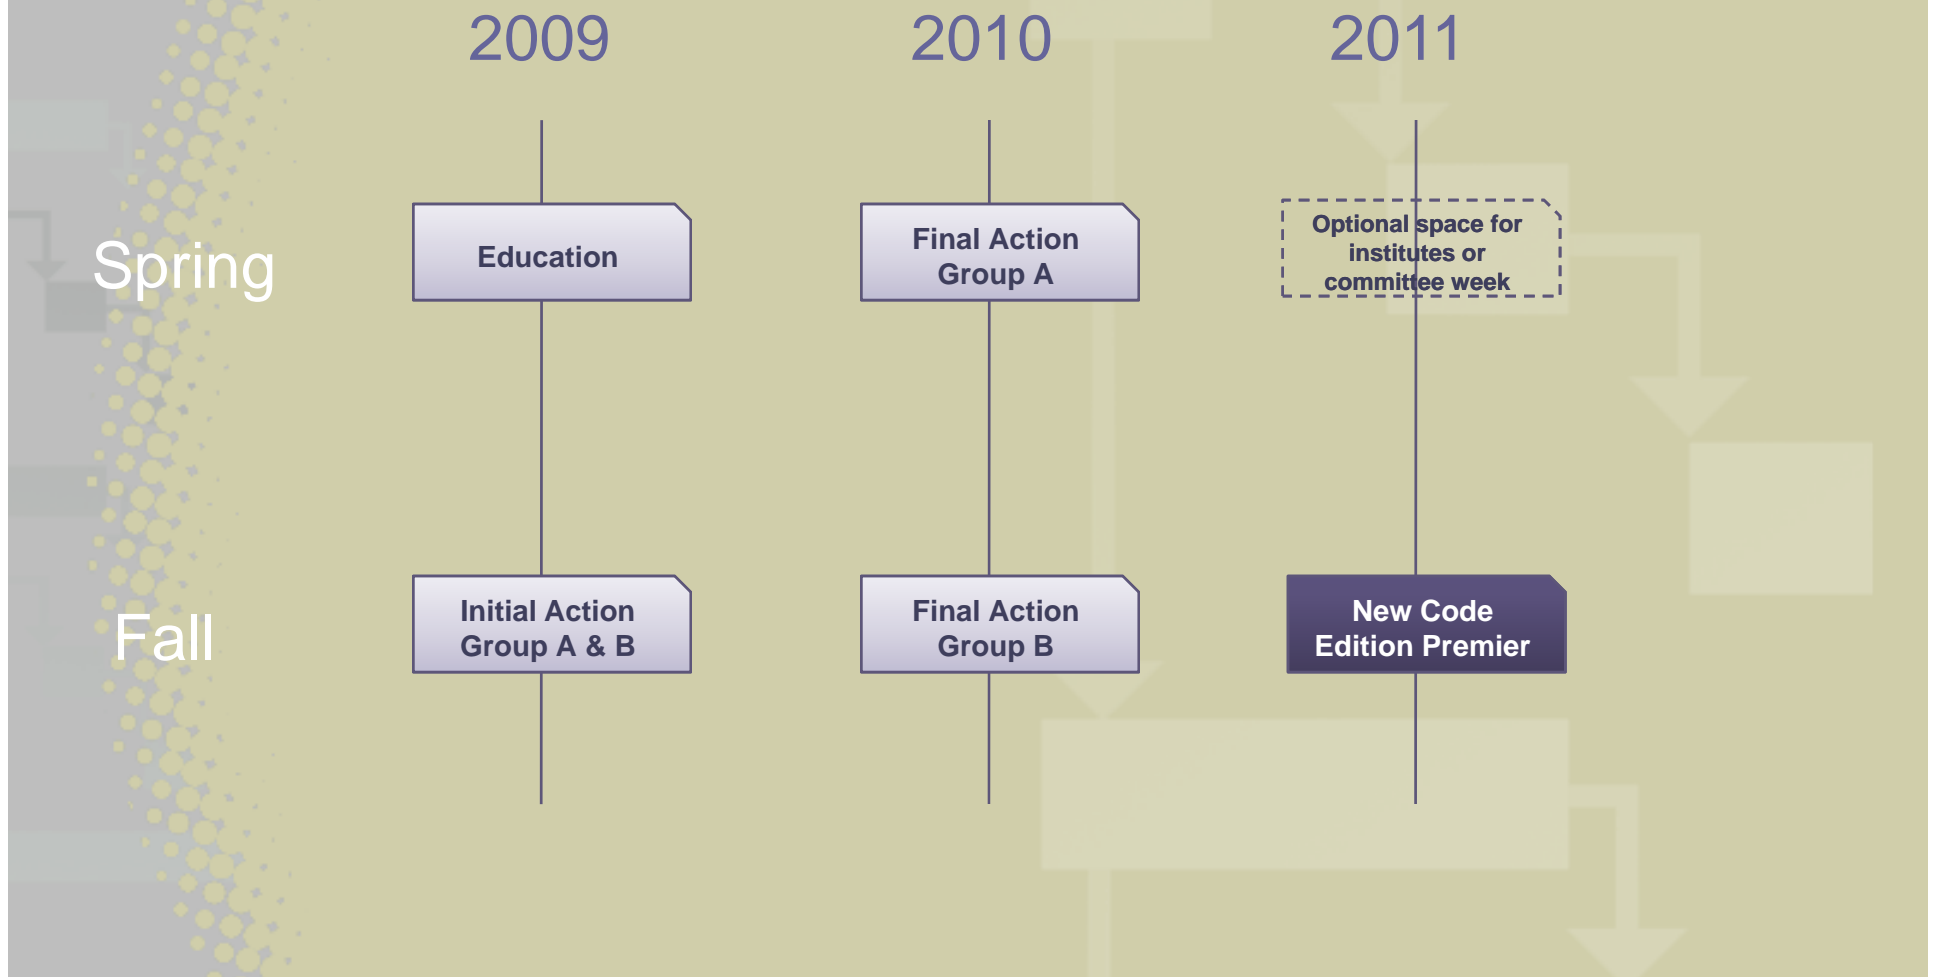 2009
2010
2011
Spring
Education
Final Action
Group A
Optional space for
institutes or
committee week
Fall
Initial Action
Group A & B
Final Action
Group B
New Code
Edition Premier